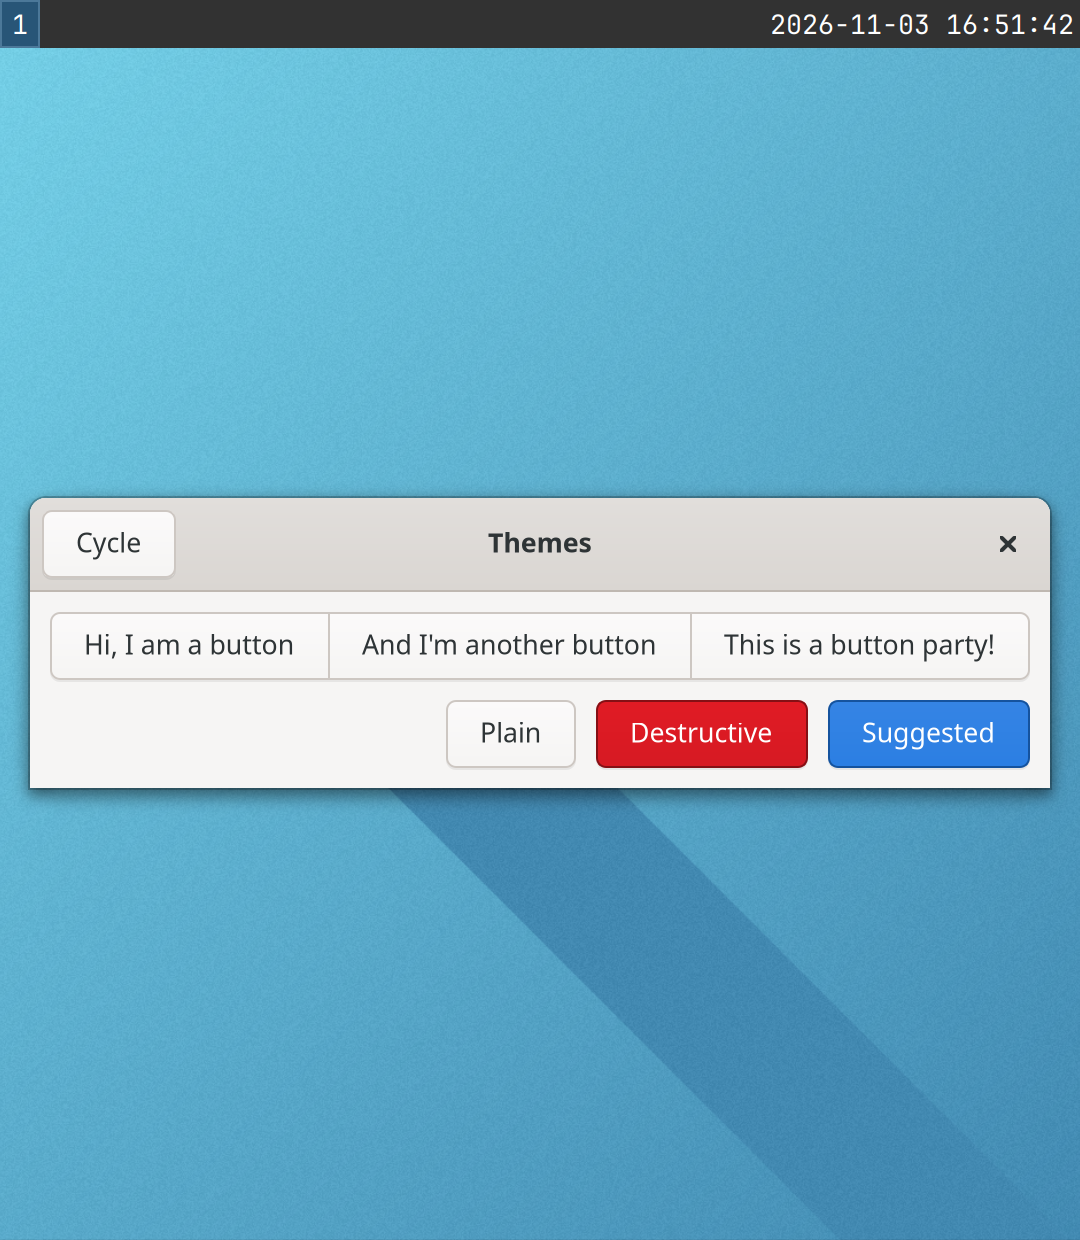 1 2026-11-03 16:51:42
Cycle Themes
Hi, I am a button And I'm another button This is a button party!
Plain Destructive Suggested